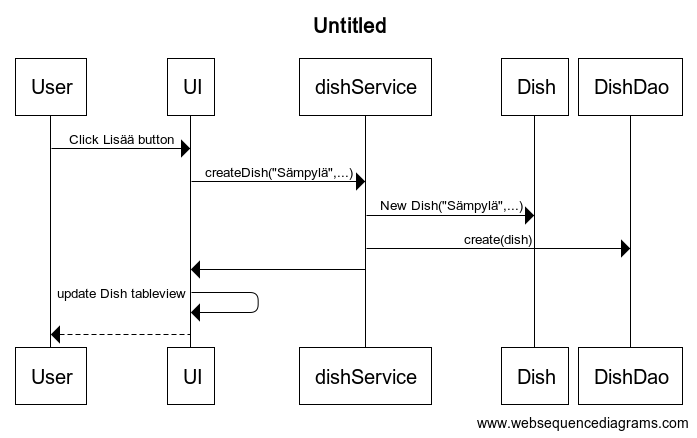 Untitled
User UI dishService Dish DishDao
Click Lisää button
createDish("Sämpylä",...)
New Dish("Sämpylä",...)
create(dish)
update Dish tableview
User UI dishService Dish DishDao
www.websequencediagrams.com